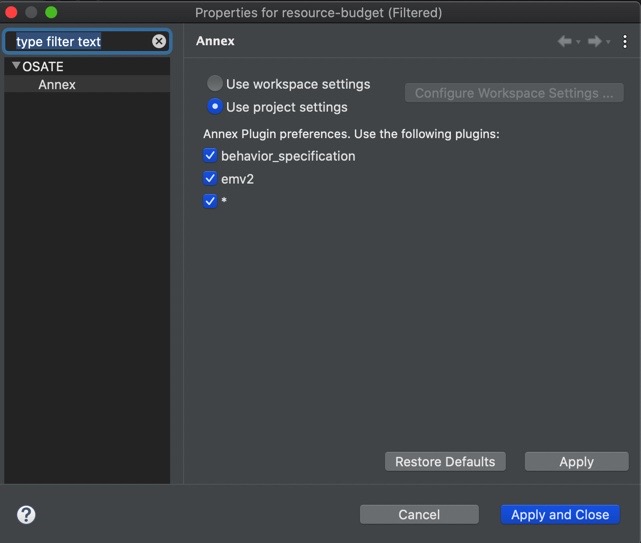 Properties for resource-budget (Filtered)
type filter text
Annex
OSATE
Annex
Use workspace settings
Configure Workspace Settings ...
Use project settings
Annex Plugin preferences. Use the following plugins:
behavior_specification
emv2
*
Restore Defaults
Apply
?
Cancel
Apply and Close